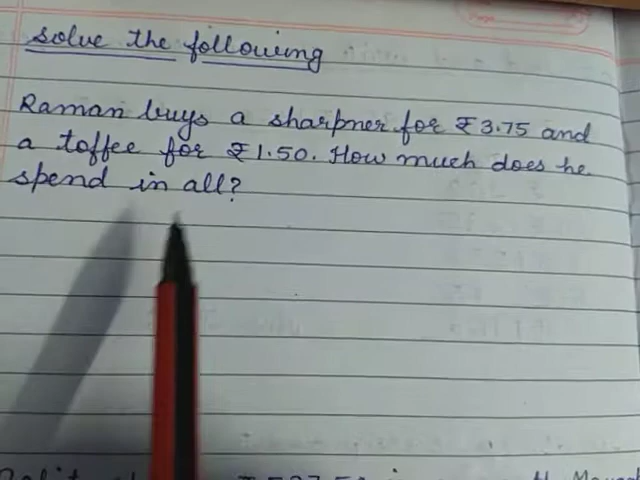 solve the following
Raman buys a sharpner for ₹3.75 and
a toffee for ₹1.50. How much does he
spend in all?